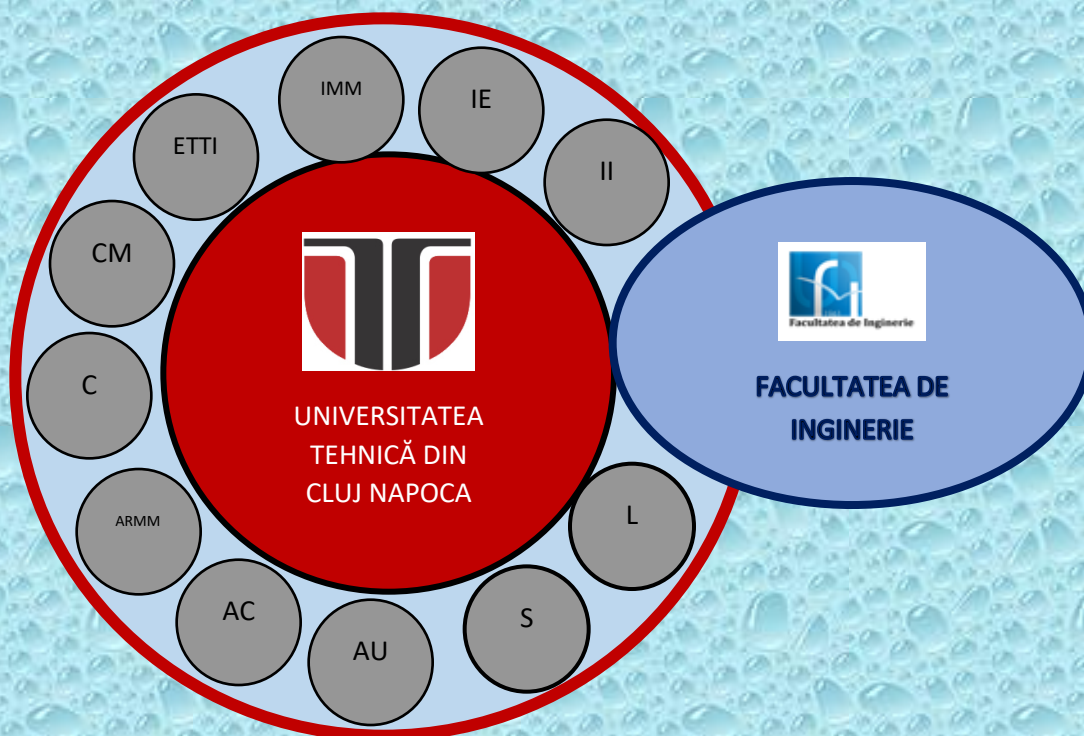 IMM
IE
II
ETTI
CM
C
ARMM
AC
AU
S
L
UNIVERSITATEA
TEHNICĂ DIN
CLUJ NAPOCA
Facultatea de Inginerie
FACULTATEA DE
INGINERIE